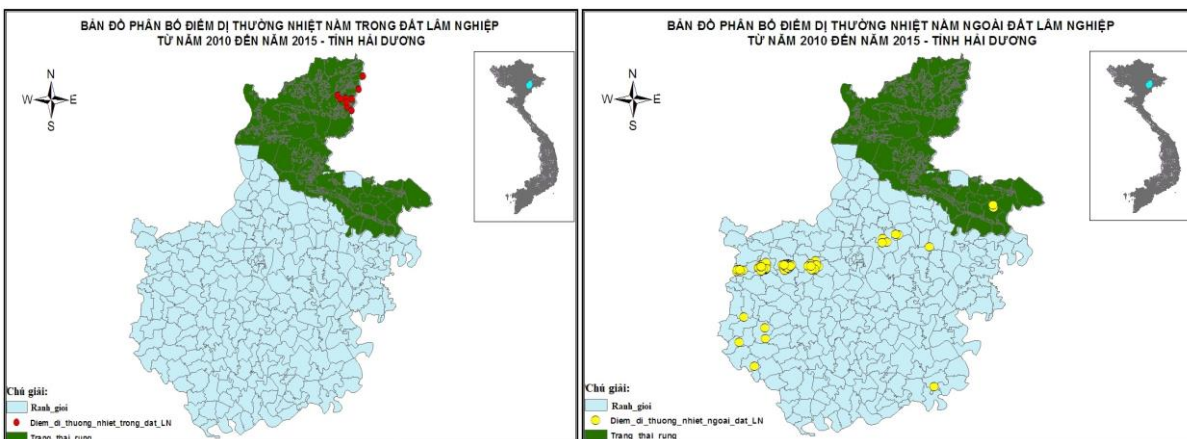 BẢN ĐỒ PHÂN BỐ ĐIỂM DỊ THƯỜNG NHIỆT NẰM TRONG ĐẤT LÂM NGHIỆP
TỪ NĂM 2010 ĐẾN NĂM 2015 - TỈNH HẢI DƯƠNG
N
W
E
S
Chú giải:
Ranh_gioi
Diem_di_thuong_nhiet_trong_dat_LN
Trang_thai_rung
BẢN ĐỒ PHÂN BỐ ĐIỂM DỊ THƯỜNG NHIỆT NẰM NGOÀI ĐẤT LÂM NGHIỆP
TỪ NĂM 2010 ĐẾN NĂM 2015 - TỈNH HẢI DƯƠNG
N
W
E
S
Chú giải:
Ranh_gioi
Diem_di_thuong_nhiet_ngoai_dat_LN
Trang_thai_rung